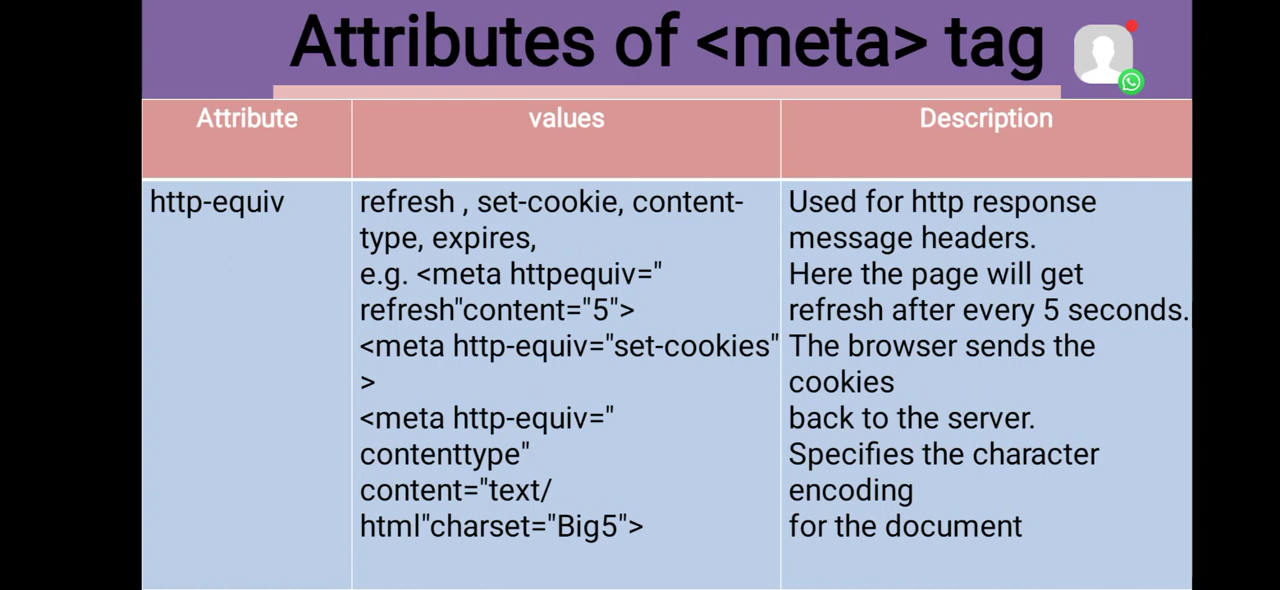 Attributes of <meta> tag
Attribute
values
Description
http-equiv
refresh , set-cookie, content-
type, expires,
e.g. <meta httpequiv="
refresh"content="5">
<meta http-equiv="set-cookies"
>
<meta http-equiv="
contenttype"
content="text/
html"charset="Big5">
Used for http response
message headers.
Here the page will get
refresh after every 5 seconds.
The browser sends the
cookies
back to the server.
Specifies the character
encoding
for the document